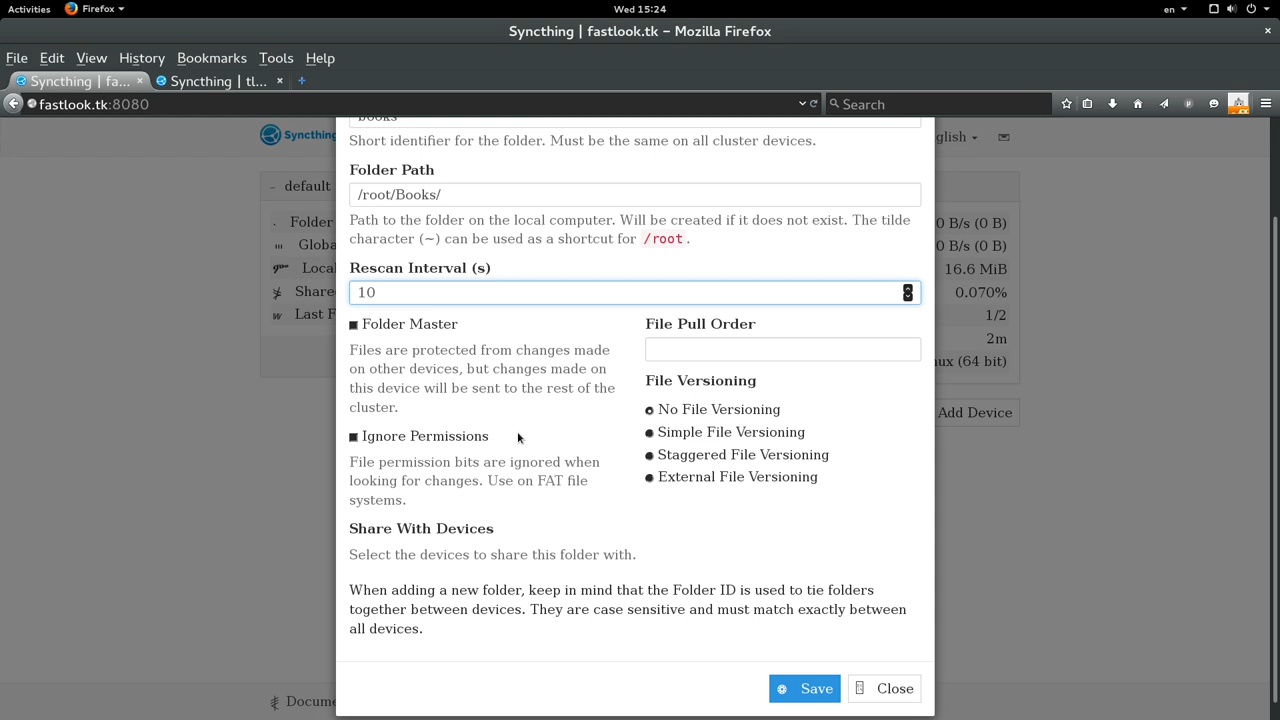 Activities Firefox Wed 15:24 en
Syncthing | fastlook.tk – Mozilla Firefox
File Edit View History Bookmarks Tools Help
Syncthing | fa... × Syncthing | tl... ×
fastlook.tk:8080 Search
Syncthing glish
books
Short identifier for the folder. Must be the same on all cluster devices.
Folder Path
/root/Books/
Path to the folder on the local computer. Will be created if it does not exist. The tilde
character (~) can be used as a shortcut for /root.
Rescan Interval (s)
10
Folder Master
Files are protected from changes made
on other devices, but changes made on
this device will be sent to the rest of the
cluster.
Ignore Permissions
File permission bits are ignored when
looking for changes. Use on FAT file
systems.
File Pull Order
File Versioning
No File Versioning
Simple File Versioning
Staggered File Versioning
External File Versioning
Share With Devices
Select the devices to share this folder with.
When adding a new folder, keep in mind that the Folder ID is used to tie folders
together between devices. They are case sensitive and must match exactly between
all devices.
Save Close
default
Folder
Globa
Loca
Share
Last F
0 B/s (0 B)
0 B/s (0 B)
16.6 MiB
0.070%
1/2
2m
ux (64 bit)
Add Device
Docume